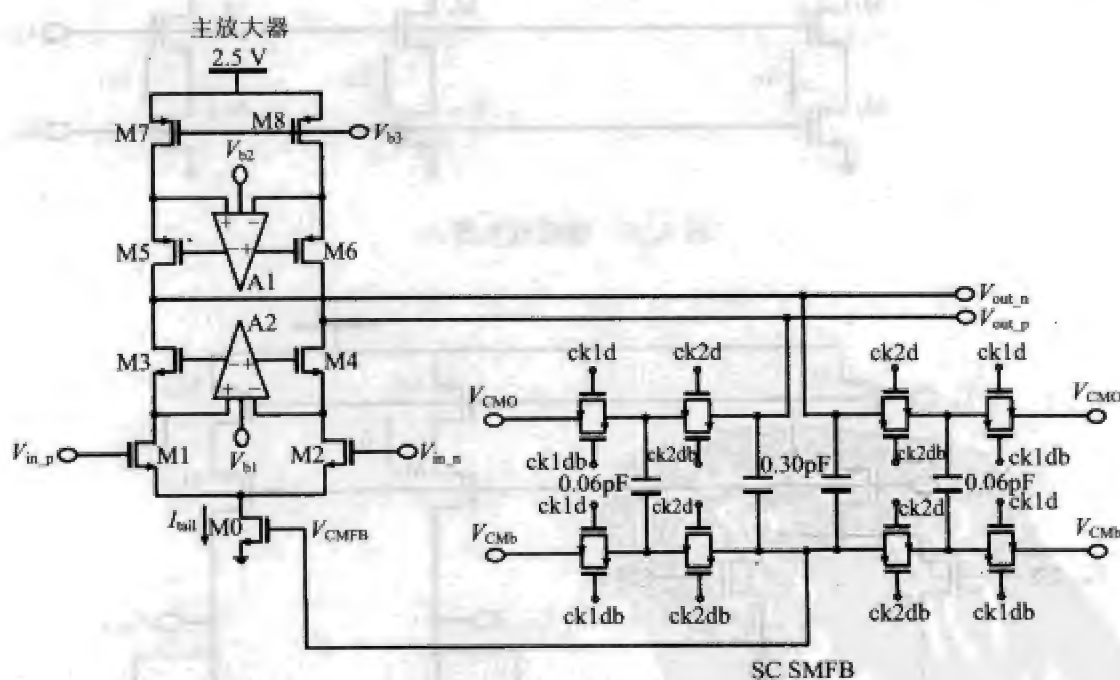 主放大器
2.5 V
M7
M8
Vb3
Vb2
M5
M6
A1
Vout_n
Vout_p
A2
M3
M4
ck1d
ck2d
ck2d
ck1d
VCMO
VCMO
Vin_p
M1
Vb1
M2
Vin_n
ck1db
ck2db
ck2db
ck1db
0.06pF
0.30pF
0.06pF
ck1d
ck2d
ck2d
ck1d
Itail
M0
VCMFB
VCMb
VCMb
ck1db
ck2db
ck2db
ck1db
SC SMFB